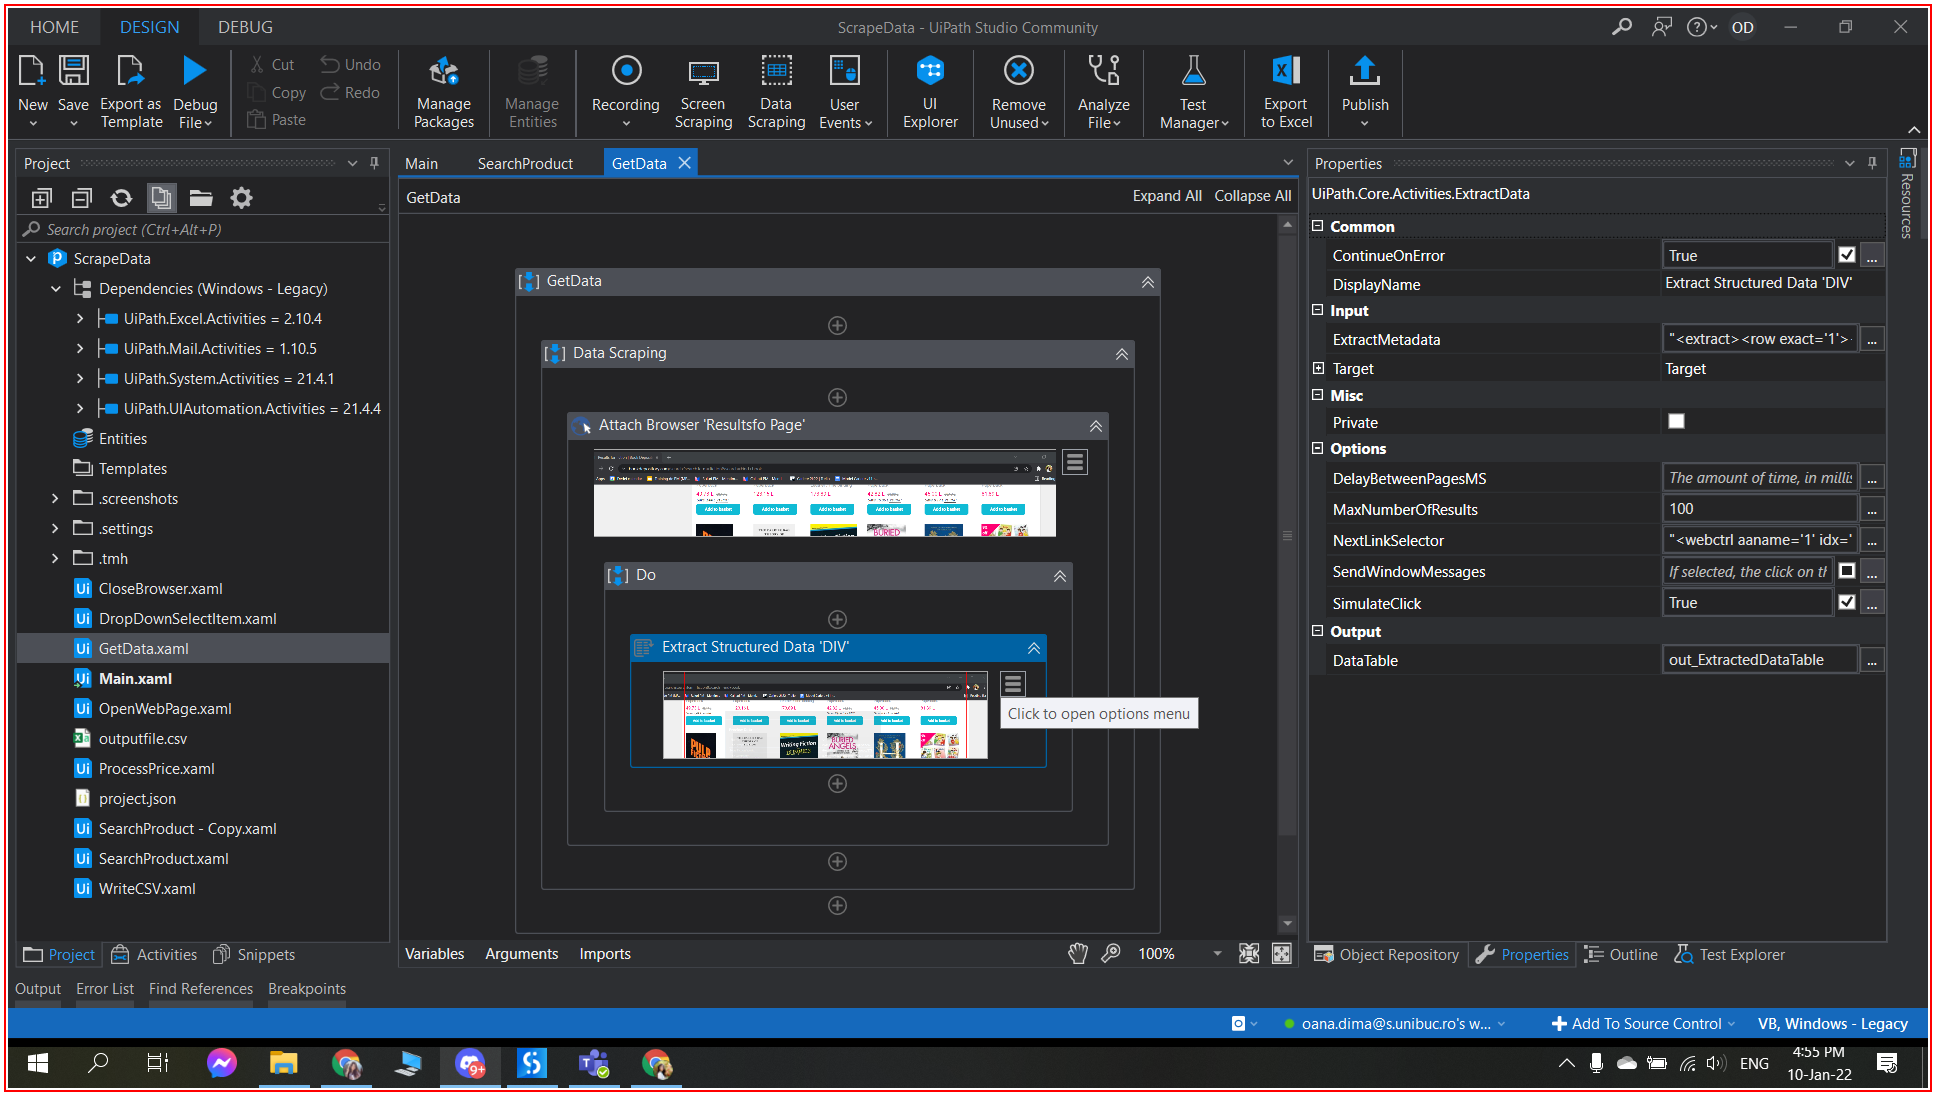 HOME DESIGN DEBUG
ScrapeData - UiPath Studio Community
OD
New
Save
Export as
Template
Debug
File
Cut
Copy
Paste
Undo
Redo
Manage
Packages
Manage
Entities
Recording
Screen
Scraping
Data
Scraping
User
Events
UI
Explorer
Remove
Unused
Analyze
File
Test
Manager
Export
to Excel
Publish
Project
Search project (Ctrl+Alt+P)
ScrapeData
Dependencies (Windows - Legacy)
UiPath.Excel.Activities = 2.10.4
UiPath.Mail.Activities = 1.10.5
UiPath.System.Activities = 21.4.1
UiPath.UIAutomation.Activities = 21.4.4
Entities
Templates
.screenshots
.settings
.tmh
CloseBrowser.xaml
DropDownSelectItem.xaml
GetData.xaml
Main.xaml
OpenWebPage.xaml
outputfile.csv
ProcessPrice.xaml
project.json
SearchProduct - Copy.xaml
SearchProduct.xaml
WriteCSV.xaml
Project Activities Snippets
Main SearchProduct GetData
GetData
Expand All Collapse All
GetData
Data Scraping
Attach Browser 'Resultsfo Page'
Do
Extract Structured Data 'DIV'
Click to open options menu
Variables Arguments Imports
100%
Properties
UiPath.Core.Activities.ExtractData
Common
ContinueOnError True ...
DisplayName Extract Structured Data 'DIV'
Input
ExtractMetadata "<extract><row exact='1'> ...
Target Target
Misc
Private
Options
DelayBetweenPagesMS The amount of time, in millis ...
MaxNumberOfResults 100 ...
NextLinkSelector "<webctrl aaname='1' idx=' ...
SendWindowMessages If selected, the click on th ...
SimulateClick True ...
Output
DataTable out_ExtractedDataTable ...
Resources
Object Repository Properties Outline Test Explorer
Output Error List Find References Breakpoints
oana.dima@s.unibuc.ro's w...
Add To Source Control
VB, Windows - Legacy
9+
ENG
4:55 PM
10-Jan-22